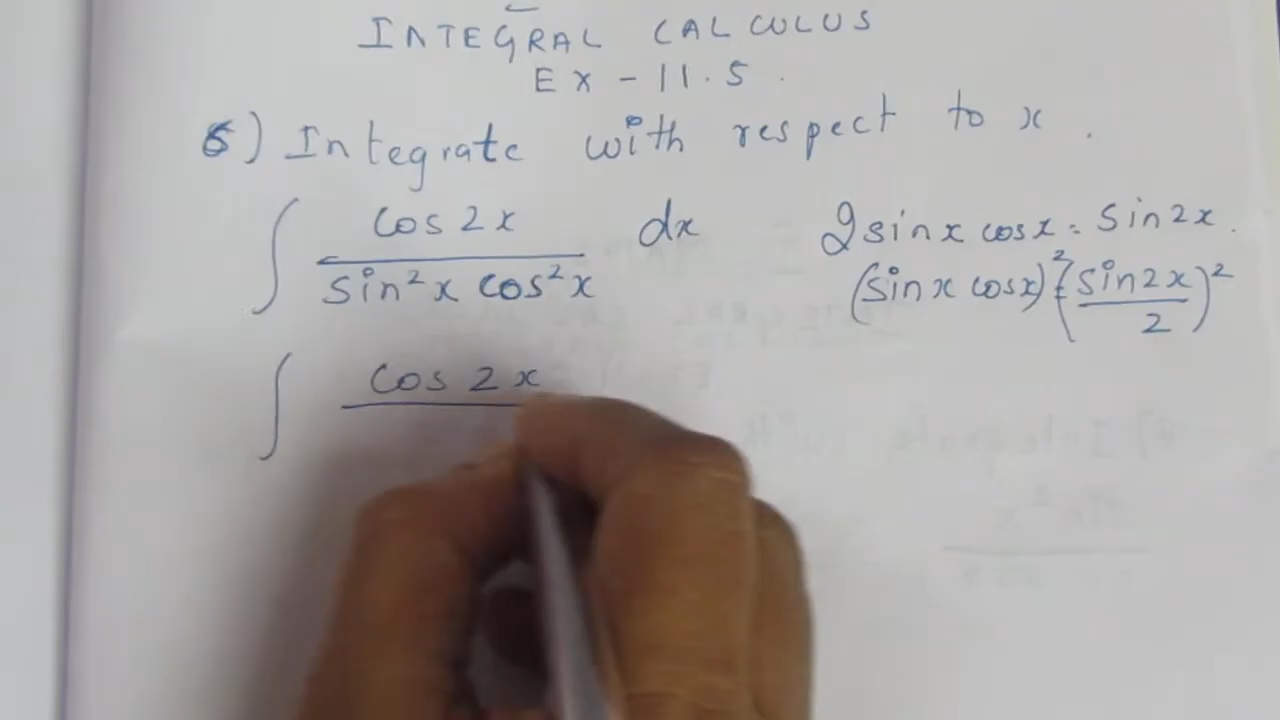 INTEGRAL CALCULUS
EX - 11.5
5) Integrate with respect to x.
∫ cos 2x / sin²x cos²x dx
2 sin x cos x = sin 2x.
(sin x cos x)² = (sin 2x / 2)²
∫ cos 2x